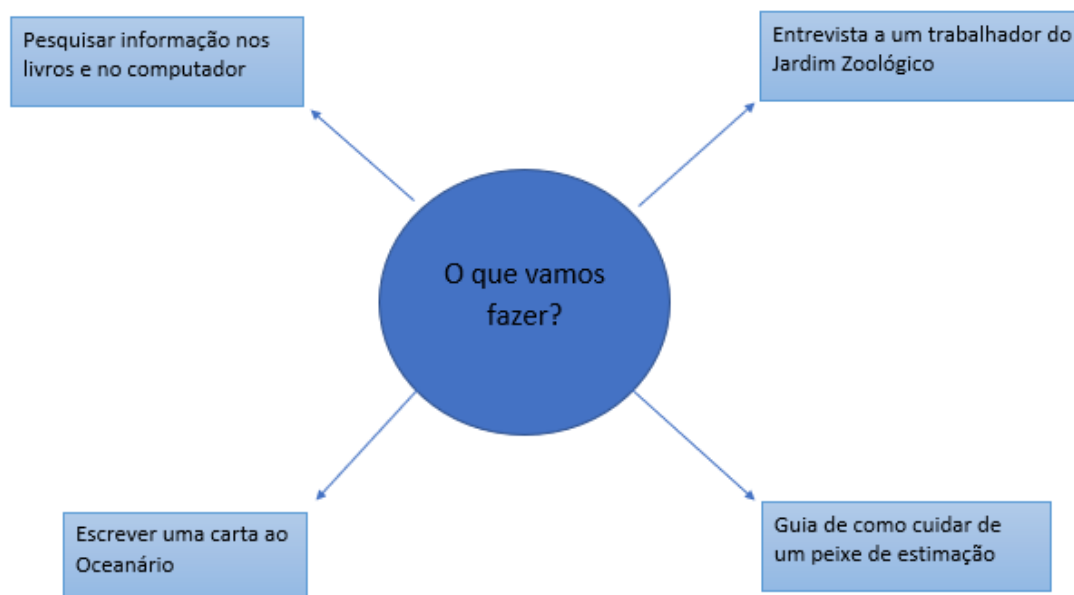 Pesquisar informação nos
livros e no computador
Entrevista a um trabalhador do
Jardim Zoológico
O que vamos
fazer?
Escrever uma carta ao
Oceanário
Guia de como cuidar de
um peixe de estimação